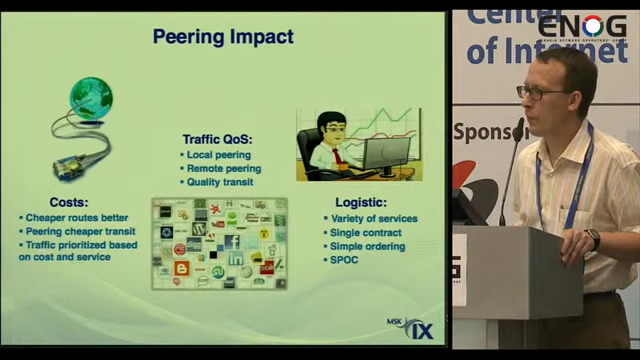 Peering Impact
Traffic QoS:
• Local peering
• Remote peering
• Quality transit
Costs:
• Cheaper routes better
• Peering cheaper transit
• Traffic prioritized based
on cost and service
Logistic:
• Variety of services
• Single contract
• Simple ordering
• SPOC
MSK
IX
Center
of Internet
ENOG
Sponsor